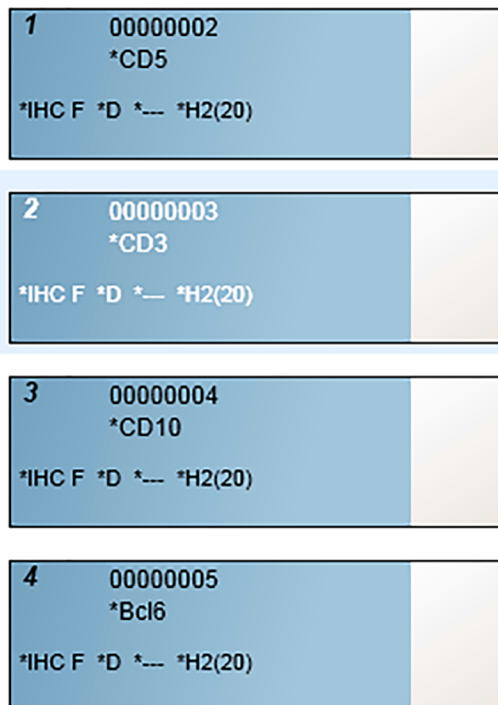 1 00000002
*CD5
*IHC F *D *--- *H2(20)
2 00000003
*CD3
*IHC F *D *--- *H2(20)
3 00000004
*CD10
*IHC F *D *--- *H2(20)
4 00000005
*Bcl6
*IHC F *D *--- *H2(20)